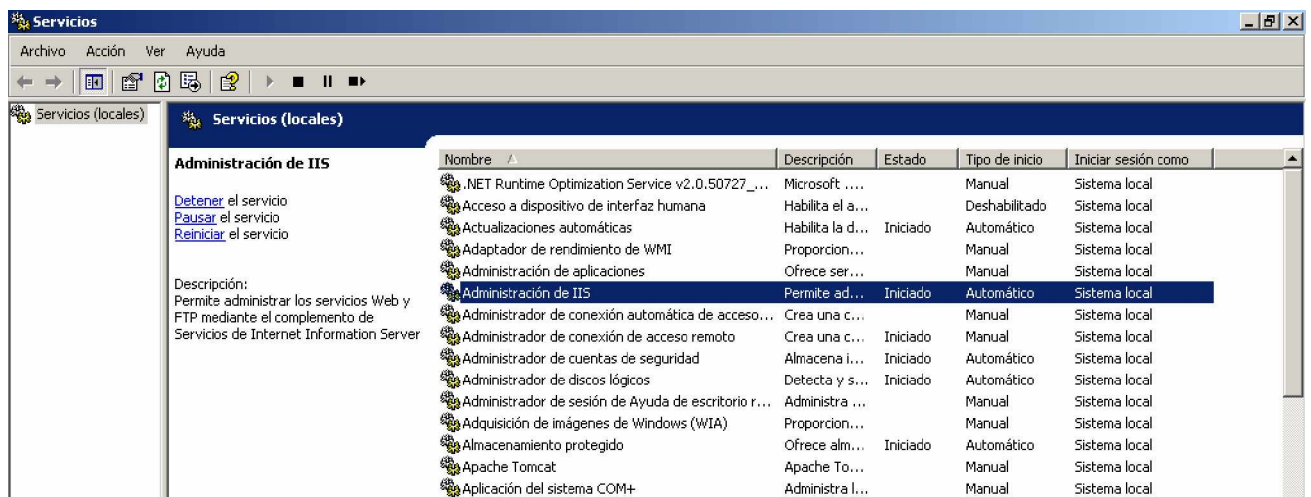 Servicios
Archivo Acción Ver Ayuda
Servicios (locales)
Servicios (locales)
Administración de IIS
Detener el servicio
Pausar el servicio
Reiniciar el servicio
Descripción:
Permite administrar los servicios Web y
FTP mediante el complemento de
Servicios de Internet Information Server
Nombre Descripción Estado Tipo de inicio Iniciar sesión como
.NET Runtime Optimization Service v2.0.50727_... Microsoft .... Manual Sistema local
Acceso a dispositivo de interfaz humana Habilita el a... Deshabilitado Sistema local
Actualizaciones automáticas Habilita la d... Iniciado Automático Sistema local
Adaptador de rendimiento de WMI Proporcion... Manual Sistema local
Administración de aplicaciones Ofrece ser... Manual Sistema local
Administración de IIS Permite ad... Iniciado Automático Sistema local
Administrador de conexión automática de acceso... Crea una c... Manual Sistema local
Administrador de conexión de acceso remoto Crea una c... Iniciado Manual Sistema local
Administrador de cuentas de seguridad Almacena i... Iniciado Automático Sistema local
Administrador de discos lógicos Detecta y s... Iniciado Automático Sistema local
Administrador de sesión de Ayuda de escritorio r... Administra ... Manual Sistema local
Adquisición de imágenes de Windows (WIA) Proporcion... Manual Sistema local
Almacenamiento protegido Ofrece alm... Iniciado Automático Sistema local
Apache Tomcat Apache To... Manual Sistema local
Aplicación del sistema COM+ Administra l... Manual Sistema local